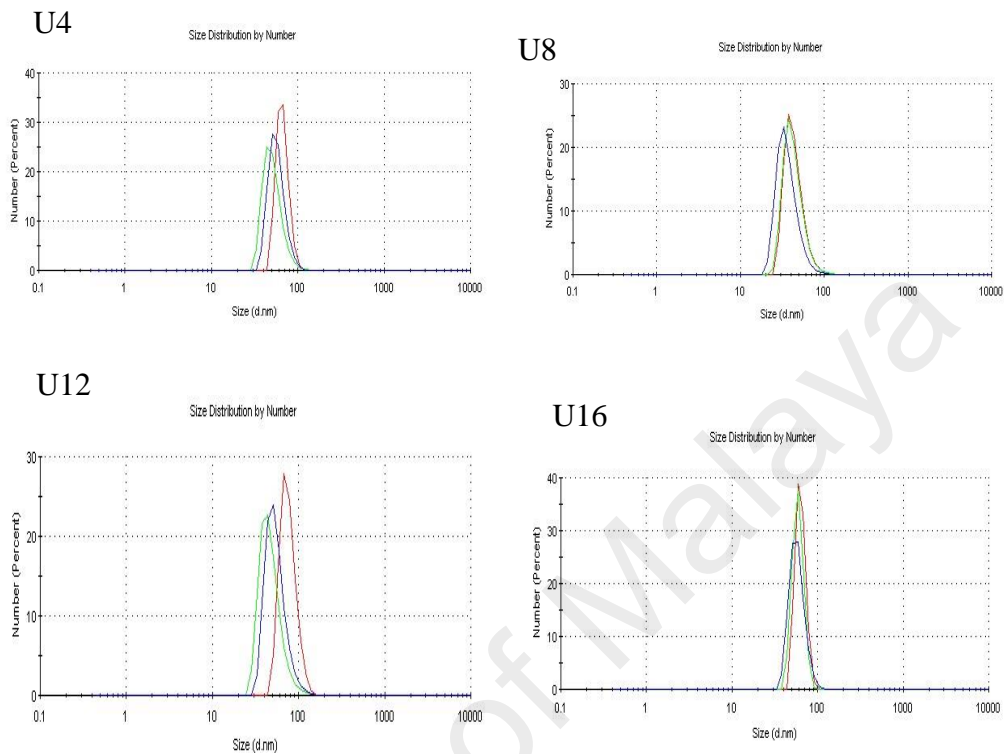 U4
Size Distribution by Number
Number (Percent)
40
30
20
10
0
0.1 1 10 100 1000 10000
Size (d.nm)
U8
Size Distribution by Number
Number (Percent)
30
20
10
0
0.1 1 10 100 1000 10000
Size (d.nm)
U12
Size Distribution by Number
Number (Percent)
30
20
10
0
0.1 1 10 100 1000 10000
Size (d.nm)
U16
Size Distribution by Number
Number (Percent)
40
30
20
10
0
0.1 1 10 100 1000 10000
Size (d.nm)
of Malaya